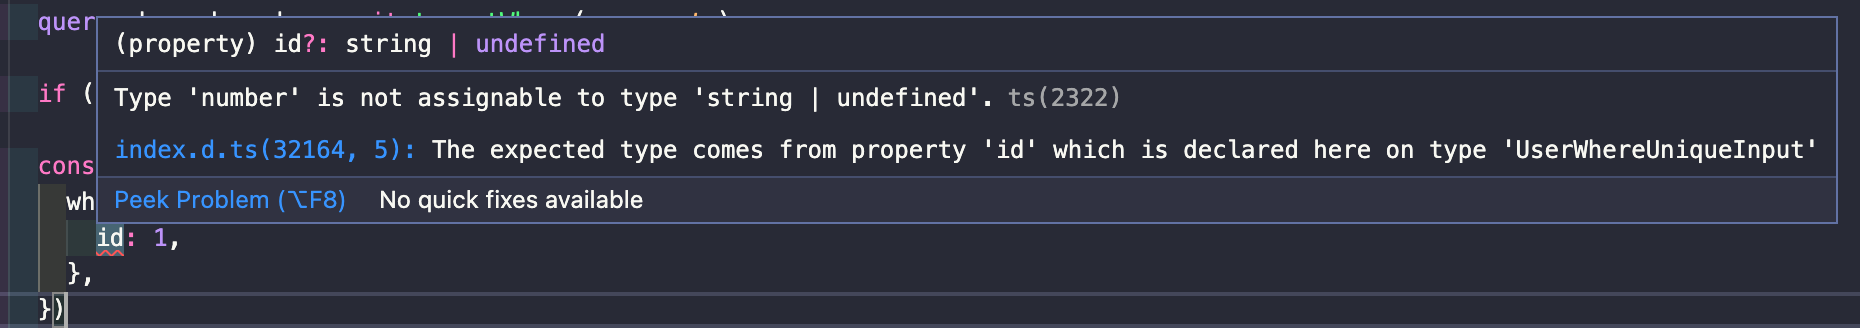 quer
(property) id?: string | undefined
if (
Type 'number' is not assignable to type 'string | undefined'. ts(2322)
index.d.ts(32164, 5): The expected type comes from property 'id' which is declared here on type 'UserWhereUniqueInput'
cons
Peek Problem (⌥F8) No quick fixes available
wh
id: 1,
},
})